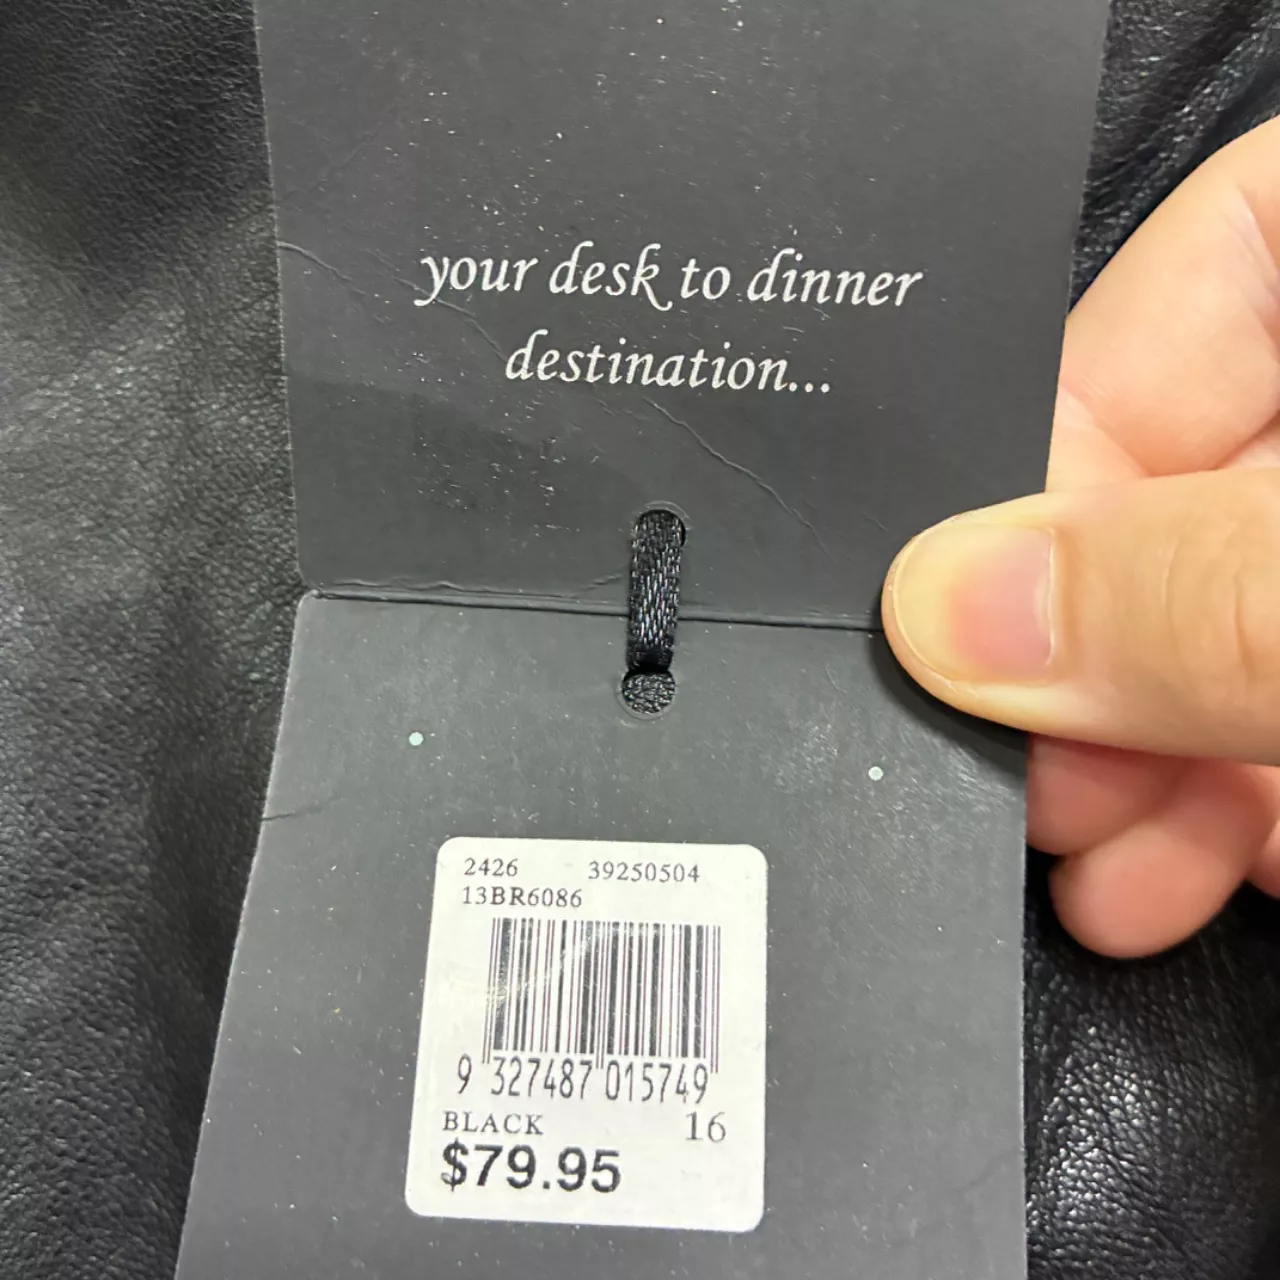 your desk to dinner
destination...
2426 39250504
13BR6086
9 327487 015749
BLACK 16
$79.95